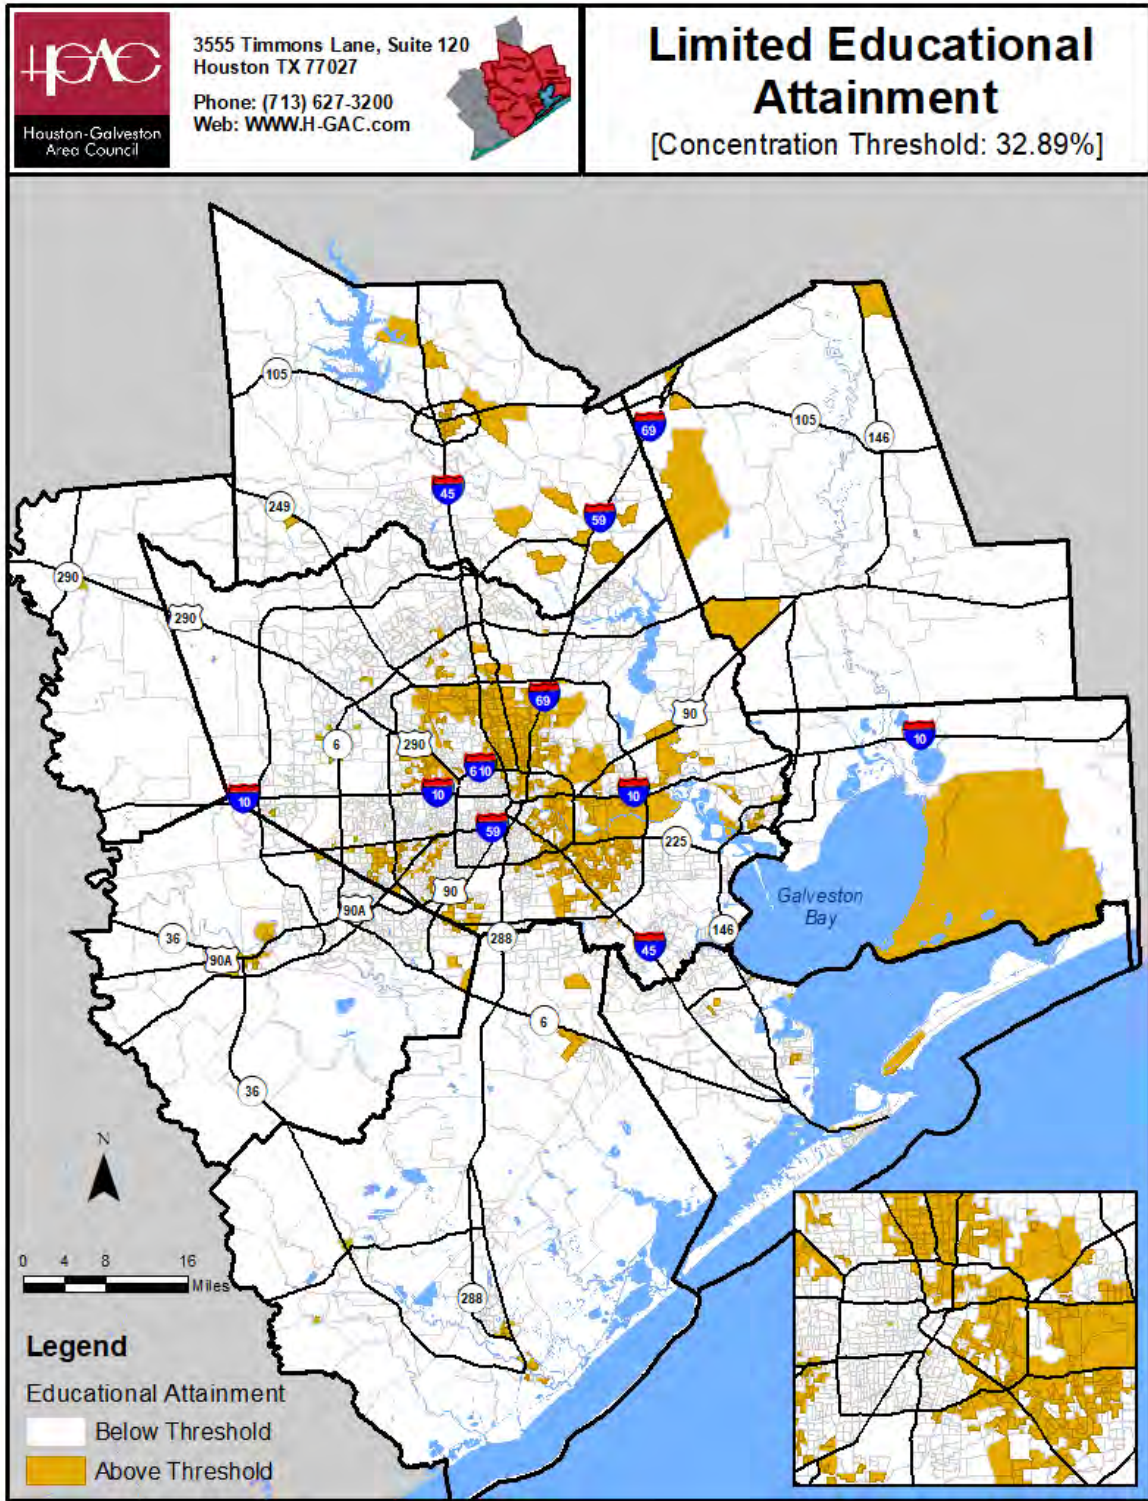 HGAC
Houston-Galveston
Area Council
3555 Timmons Lane, Suite 120
Houston TX 77027
Phone: (713) 627-3200
Web: WWW.H-GAC.com
Limited Educational
Attainment
[Concentration Threshold: 32.89%]
105
69
105
146
45
249
59
290
290
69
90
6
290
10
610
10
10
10
59
225
90
Galveston
Bay
90A
36
288
146
45
90A
6
36
N
0 4 8 16
Miles
288
Legend
Educational Attainment
Below Threshold
Above Threshold